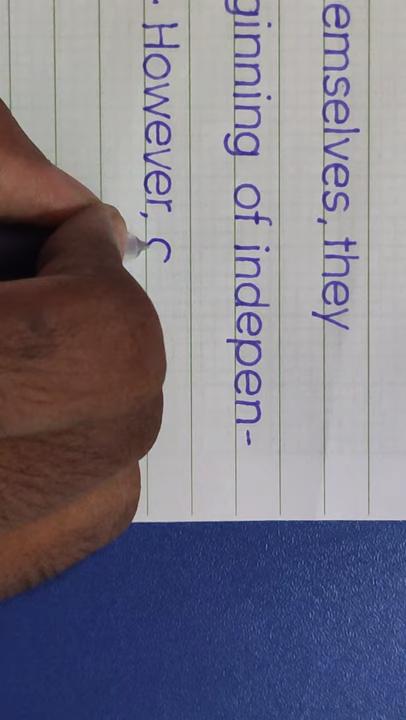 emselves, they
ginning of indepen-
. However, c